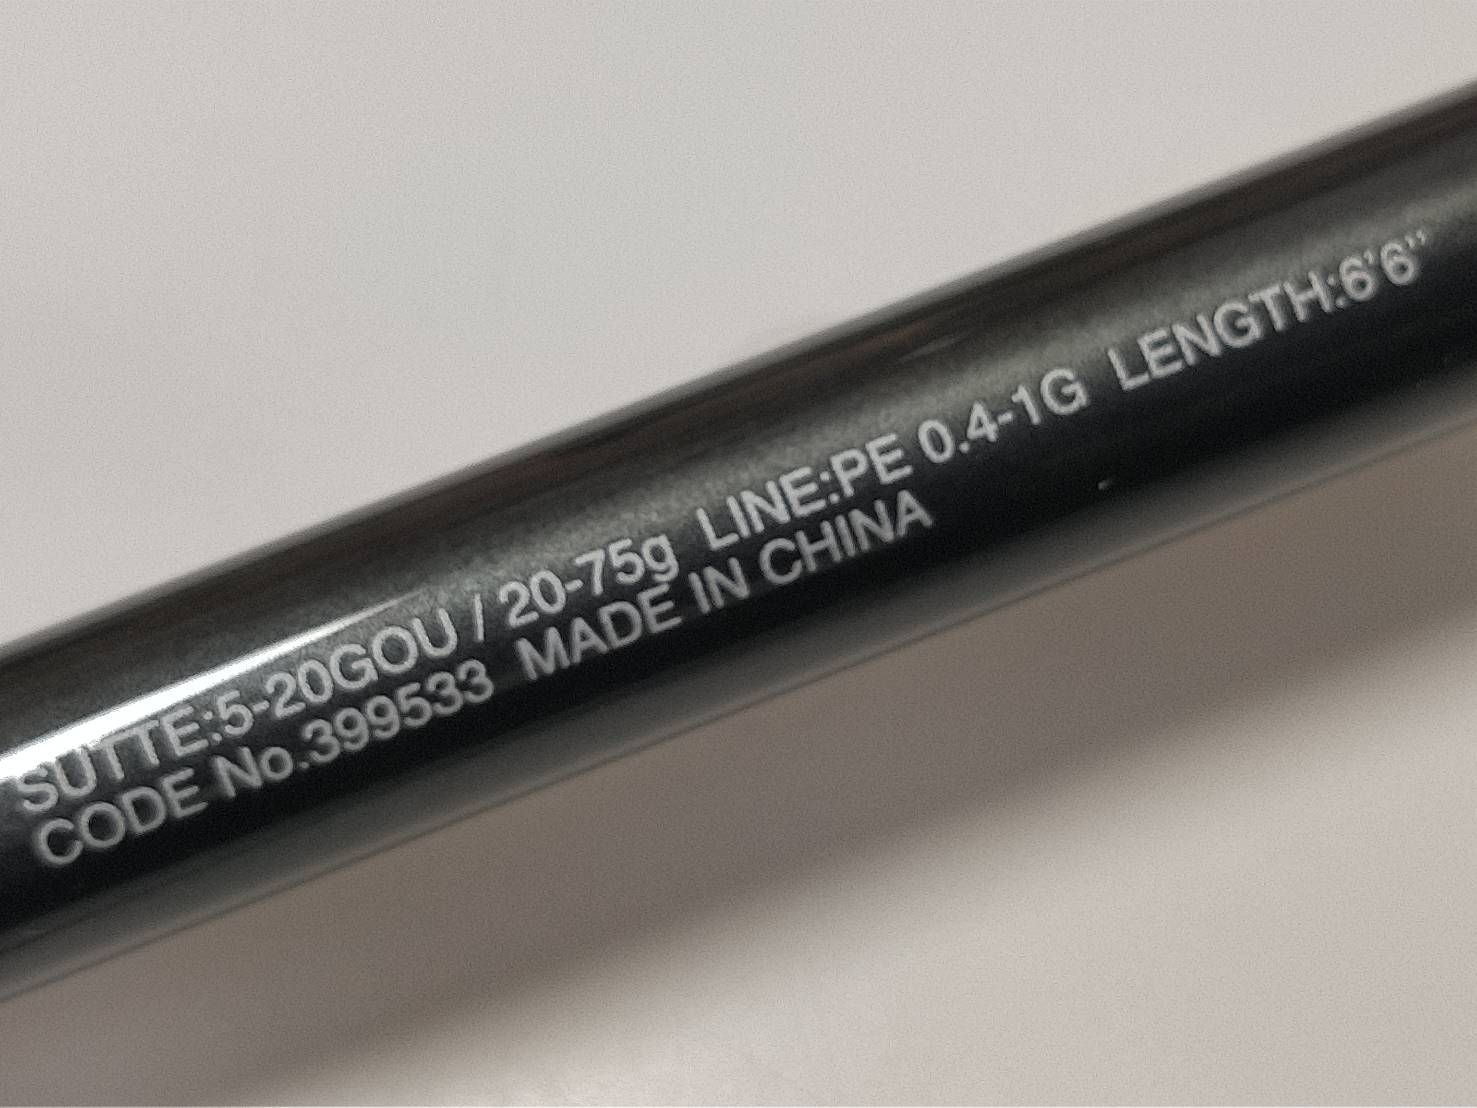 SUTTE:5-20GOU / 20-75g LINE:PE 0.4-1G LENGTH:6'6"
CODE No.399533 MADE IN CHINA